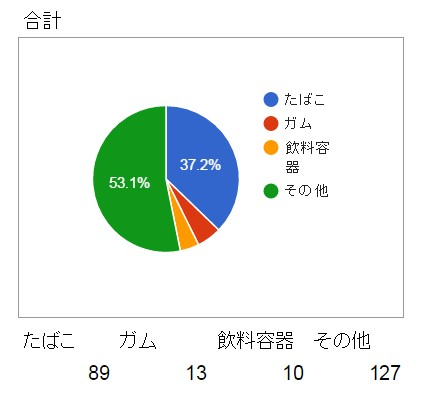 合計
たばこ
ガム
飲料容
器
その他
37.2%
53.1%
たばこ ガム 飲料容器 その他
89 13 10 127